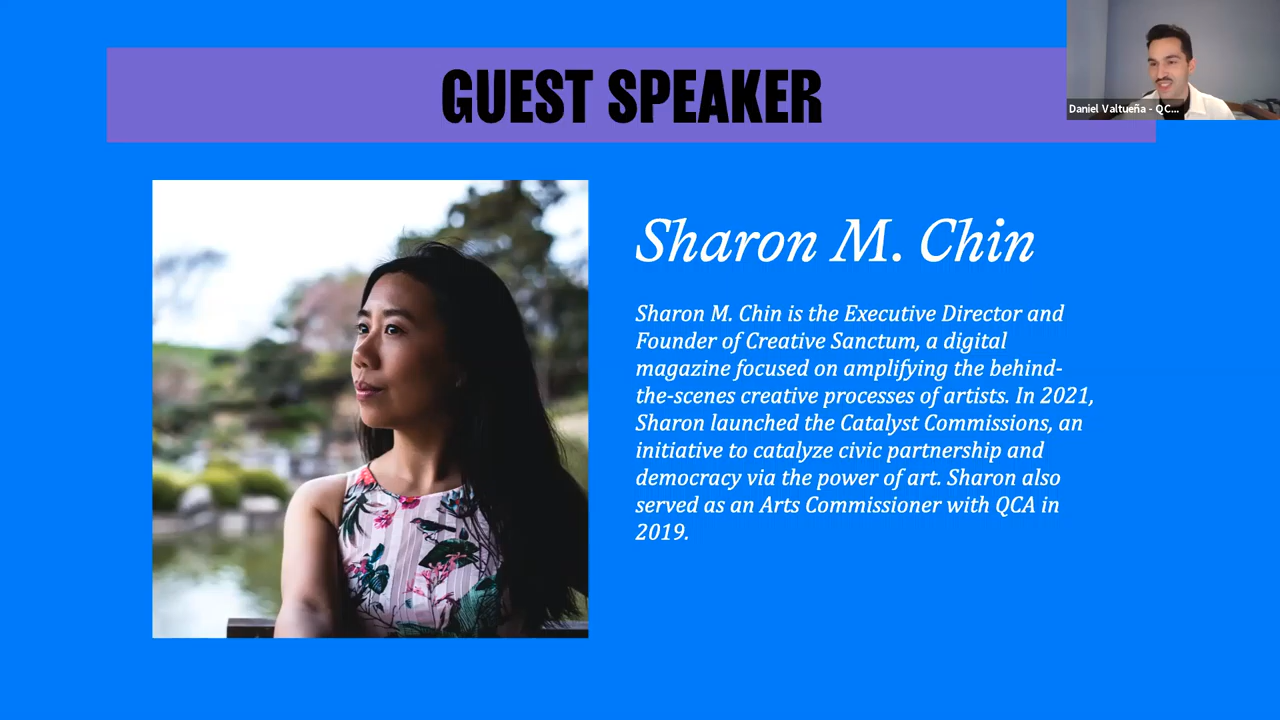 GUEST SPEAKER
Daniel Valtueña - QC...
Sharon M. Chin
Sharon M. Chin is the Executive Director and
Founder of Creative Sanctum, a digital
magazine focused on amplifying the behind-
the-scenes creative processes of artists. In 2021,
Sharon launched the Catalyst Commissions, an
initiative to catalyze civic partnership and
democracy via the power of art. Sharon also
served as an Arts Commissioner with QCA in
2019.